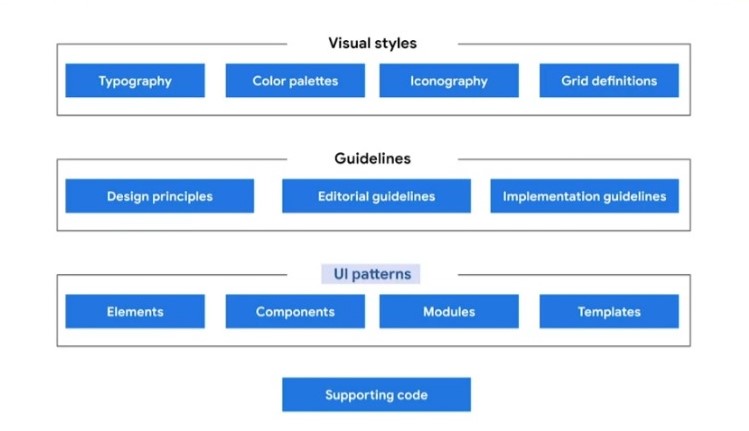 Visual styles
Typography Color palettes Iconography Grid definitions
Guidelines
Design principles Editorial guidelines Implementation guidelines
UI patterns
Elements Components Modules Templates
Supporting code